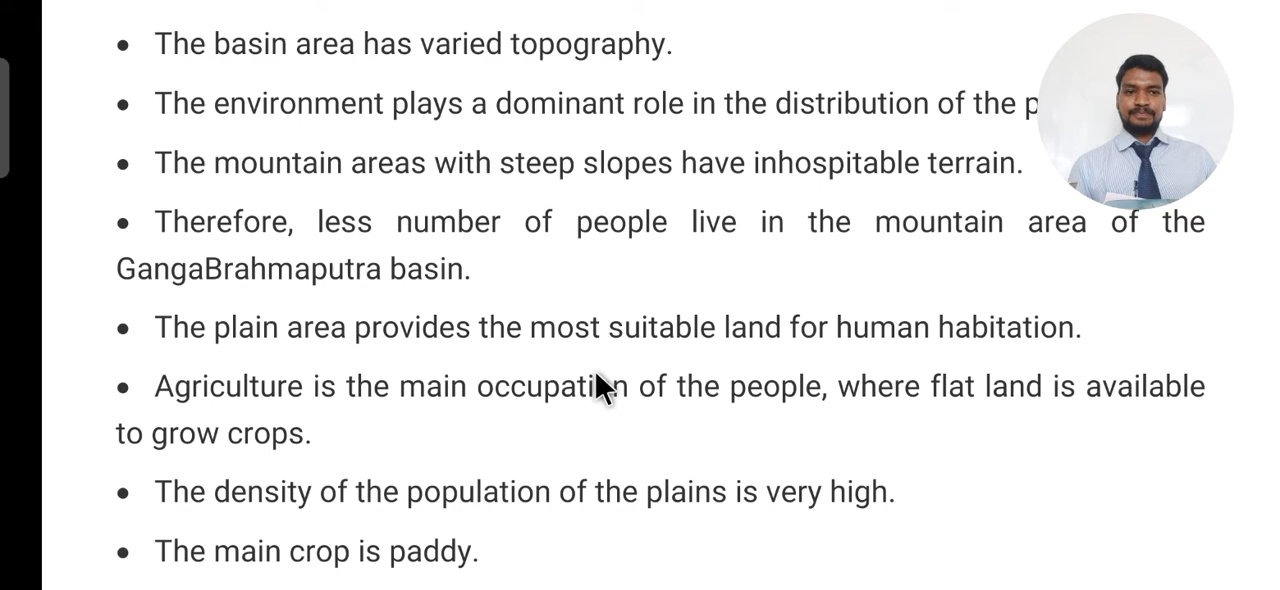 • The basin area has varied topography.
• The environment plays a dominant role in the distribution of the
• The mountain areas with steep slopes have inhospitable terrain.
• Therefore, less number of people live in the mountain area of the
GangaBrahmaputra basin.
• The plain area provides the most suitable land for human habitation.
• Agriculture is the main occupation of the people, where flat land is available
to grow crops.
• The density of the population of the plains is very high.
• The main crop is paddy.